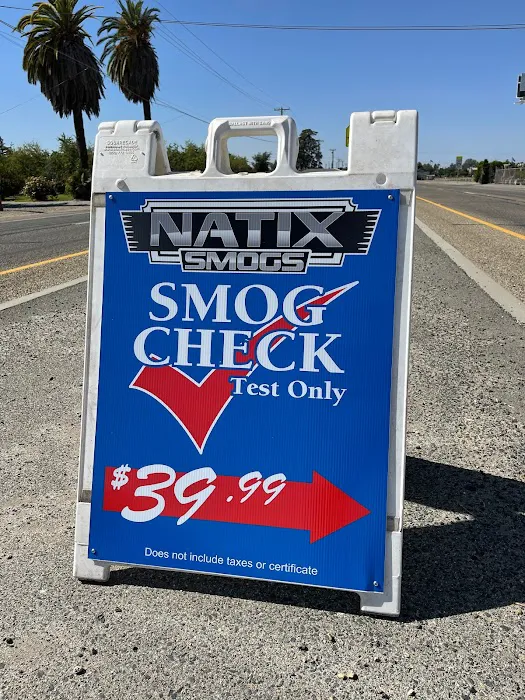 NATIX
SMOGS
SMOG
CHECK
Test Only
$39.99
Does not include taxes or certificate